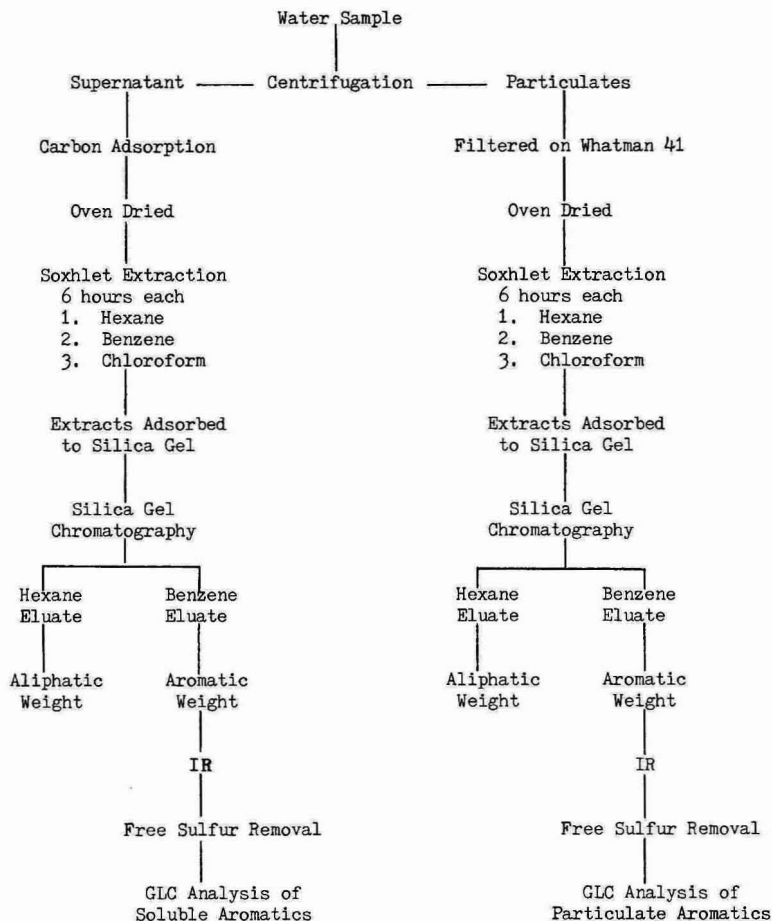 Water Sample
Supernatant Centrifugation Particulates
Carbon Adsorption
Filtered on Whatman 41
Oven Dried
Oven Dried
Soxhlet Extraction
6 hours each
1. Hexane
2. Benzene
3. Chloroform
Soxhlet Extraction
6 hours each
1. Hexane
2. Benzene
3. Chloroform
Extracts Adsorbed
to Silica Gel
Extracts Adsorbed
to Silica Gel
Silica Gel
Chromatography
Silica Gel
Chromatography
Hexane
Eluate
Benzene
Eluate
Hexane
Eluate
Benzene
Eluate
Aliphatic
Weight
Aromatic
Weight
Aliphatic
Weight
Aromatic
Weight
IR
IR
Free Sulfur Removal
Free Sulfur Removal
GLC Analysis of
Soluble Aromatics
GLC Analysis of
Particulate Aromatics